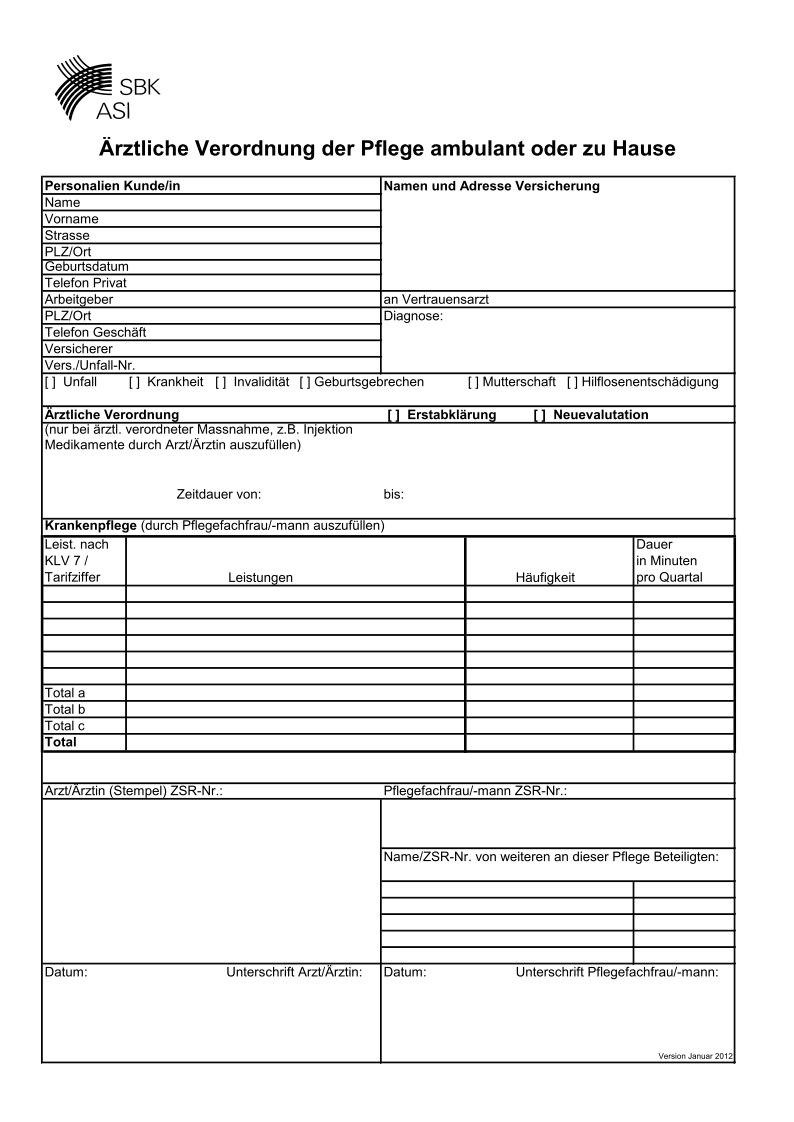 SBK
ASI
Ärztliche Verordnung der Pflege ambulant oder zu Hause
Personalien Kunde/in
Namen und Adresse Versicherung
Name
Vorname
Strasse
PLZ/Ort
Geburtsdatum
Telefon Privat
Arbeitgeber
an Vertrauensarzt
PLZ/Ort
Diagnose:
Telefon Geschäft
Versicherer
Vers./Unfall-Nr.
[ ] Unfall [ ] Krankheit [ ] Invalidität [ ] Geburtsgebrechen [ ] Mutterschaft [ ] Hilflosenentschädigung
Ärztliche Verordnung [ ] Erstabklärung [ ] Neuevalutation
(nur bei ärztl. verordneter Massnahme, z.B. Injektion
Medikamente durch Arzt/Ärztin auszufüllen)
Zeitdauer von: bis:
Krankenpflege (durch Pflegefachfrau/-mann auszufüllen)
Leist. nach
KLV 7 /
Tarifziffer
Leistungen
Häufigkeit
Dauer
in Minuten
pro Quartal
Total a
Total b
Total c
Total
Arzt/Ärztin (Stempel) ZSR-Nr.:
Pflegefachfrau/-mann ZSR-Nr.:
Name/ZSR-Nr. von weiteren an dieser Pflege Beteiligten:
Datum: Unterschrift Arzt/Ärztin:
Datum: Unterschrift Pflegefachfrau/-mann:
Version Januar 2012